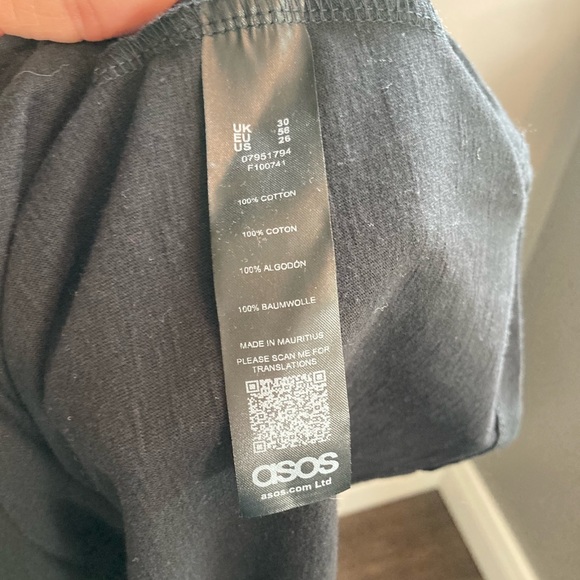 UK 30
EU 58
US 26
07951794
F100741
100% COTTON
100% COTON
100% ALGODÓN
100% BAUMWOLLE
MADE IN MAURITIUS
PLEASE SCAN ME FOR
TRANSLATIONS
asos
asos.com Ltd